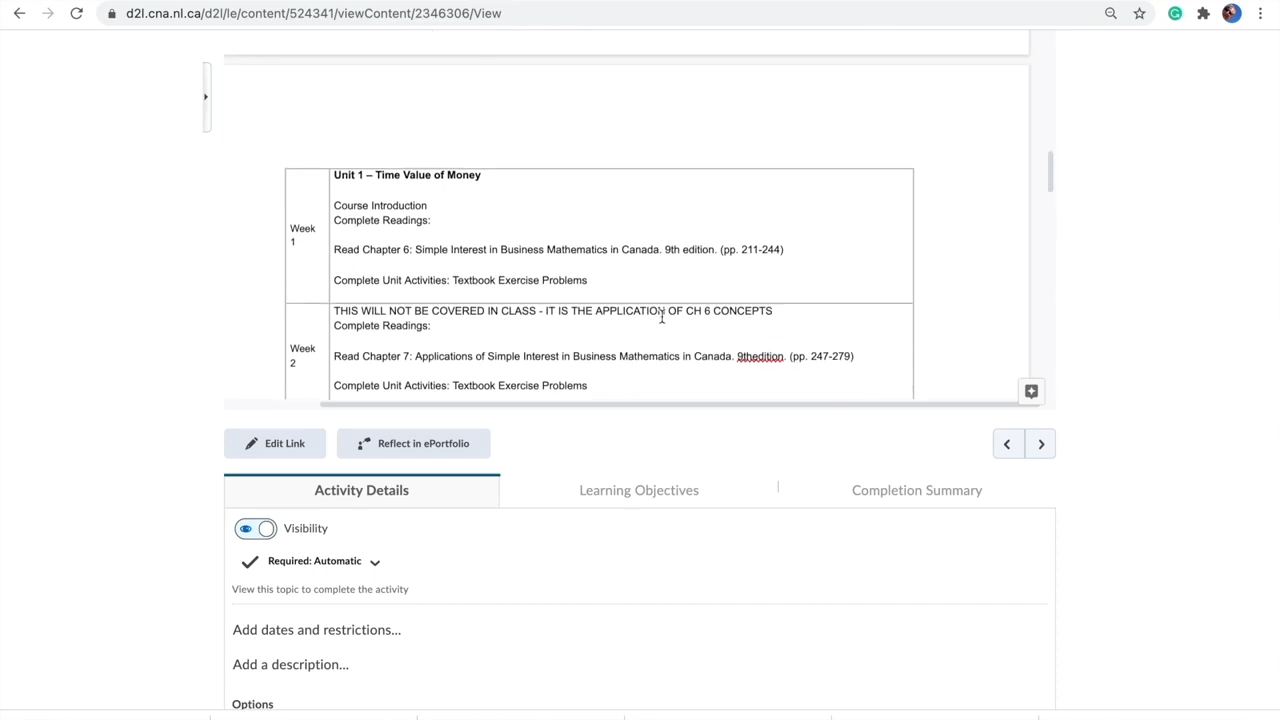 d2l.cna.nl.ca/d2l/le/content/524341/viewContent/2346306/View
Unit 1 – Time Value of Money
Course Introduction
Complete Readings:
Week
1
Read Chapter 6: Simple Interest in Business Mathematics in Canada. 9th edition. (pp. 211-244)
Complete Unit Activities: Textbook Exercise Problems
THIS WILL NOT BE COVERED IN CLASS - IT IS THE APPLICATION OF CH 6 CONCEPTS
Complete Readings:
Week
2
Read Chapter 7: Applications of Simple Interest in Business Mathematics in Canada. 9thedition. (pp. 247-279)
Complete Unit Activities: Textbook Exercise Problems
Edit Link
Reflect in ePortfolio
Activity Details
Learning Objectives
Completion Summary
Visibility
Required: Automatic
View this topic to complete the activity
Add dates and restrictions...
Add a description...
Options